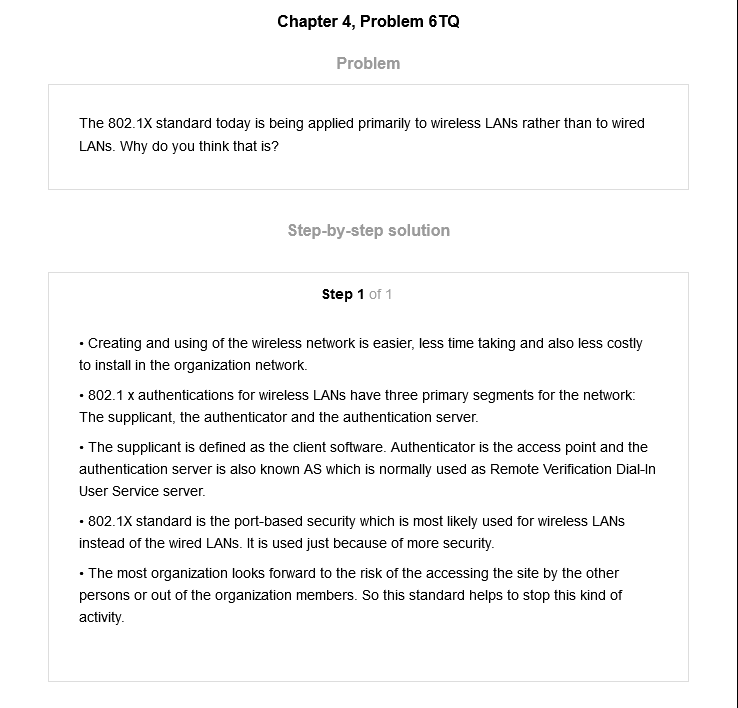 Chapter 4, Problem 6TQ
Problem
The 802.1X standard today is being applied primarily to wireless LANs rather than to wired
LANs. Why do you think that is?
Step-by-step solution
Step 1 of 1
• Creating and using of the wireless network is easier, less time taking and also less costly
to install in the organization network.
• 802.1 x authentications for wireless LANs have three primary segments for the network:
The supplicant, the authenticator and the authentication server.
• The supplicant is defined as the client software. Authenticator is the access point and the
authentication server is also known AS which is normally used as Remote Verification Dial-In
User Service server.
• 802.1X standard is the port-based security which is most likely used for wireless LANs
instead of the wired LANs. It is used just because of more security.
• The most organization looks forward to the risk of the accessing the site by the other
persons or out of the organization members. So this standard helps to stop this kind of
activity.